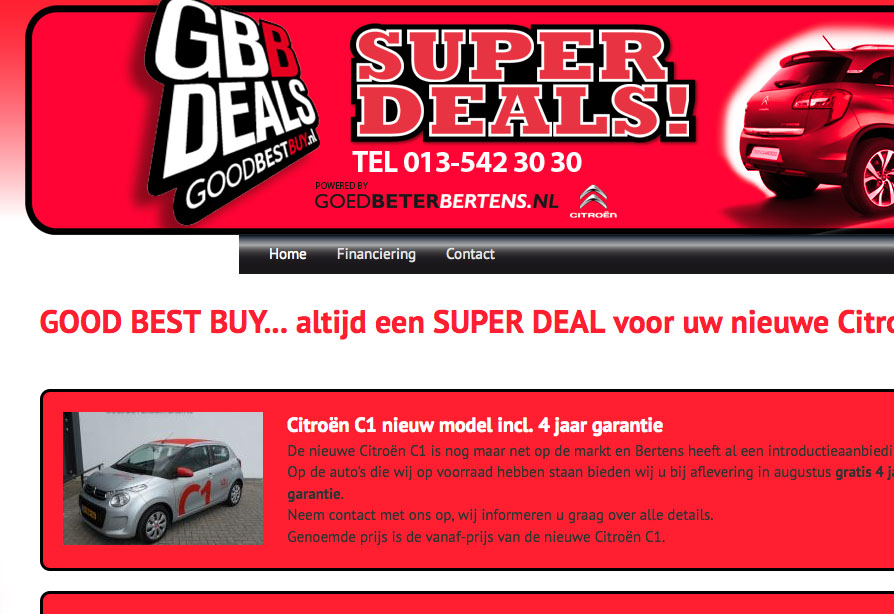 GBB
DEALS
GOODBESTBUY.nl
SUPER
DEALS!
TEL 013-542 30 30
POWERED BY
GOEDBETERBERTENS.NL
CITROËN
Home Financiering Contact
GOOD BEST BUY... altijd een SUPER DEAL voor uw nieuwe Citro
Citroën C1 nieuw model incl. 4 jaar garantie
De nieuwe Citroën C1 is nog maar net op de markt en Bertens heeft al een introductieaanbiedi
Op de auto's die wij op voorraad hebben staan bieden wij u bij aflevering in augustus gratis 4 ja
garantie.
Neem contact met ons op, wij informeren u graag over alle details.
Genoemde prijs is de vanaf-prijs van de nieuwe Citroën C1.
C1